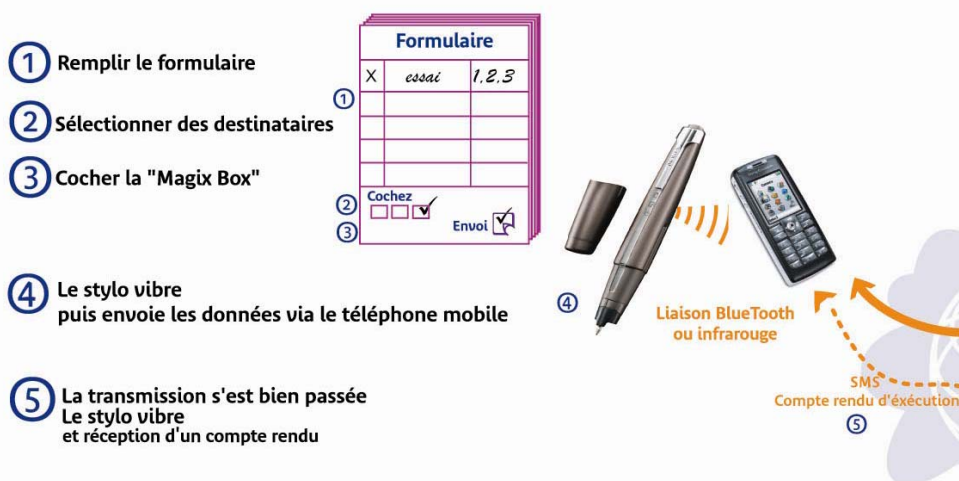 1 Remplir le formulaire
2 Sélectionner des destinataires
3 Cocher la "Magix Box"
Formulaire
X essai 1,2,3
1
2 Cochez
3 Envoi
4 Le stylo vibre
puis envoie les données via le téléphone mobile
4
Liaison BlueTooth
ou infrarouge
5 La transmission s'est bien passée
Le stylo vibre
et réception d'un compte rendu
SMS
Compte rendu d'éxécution
5